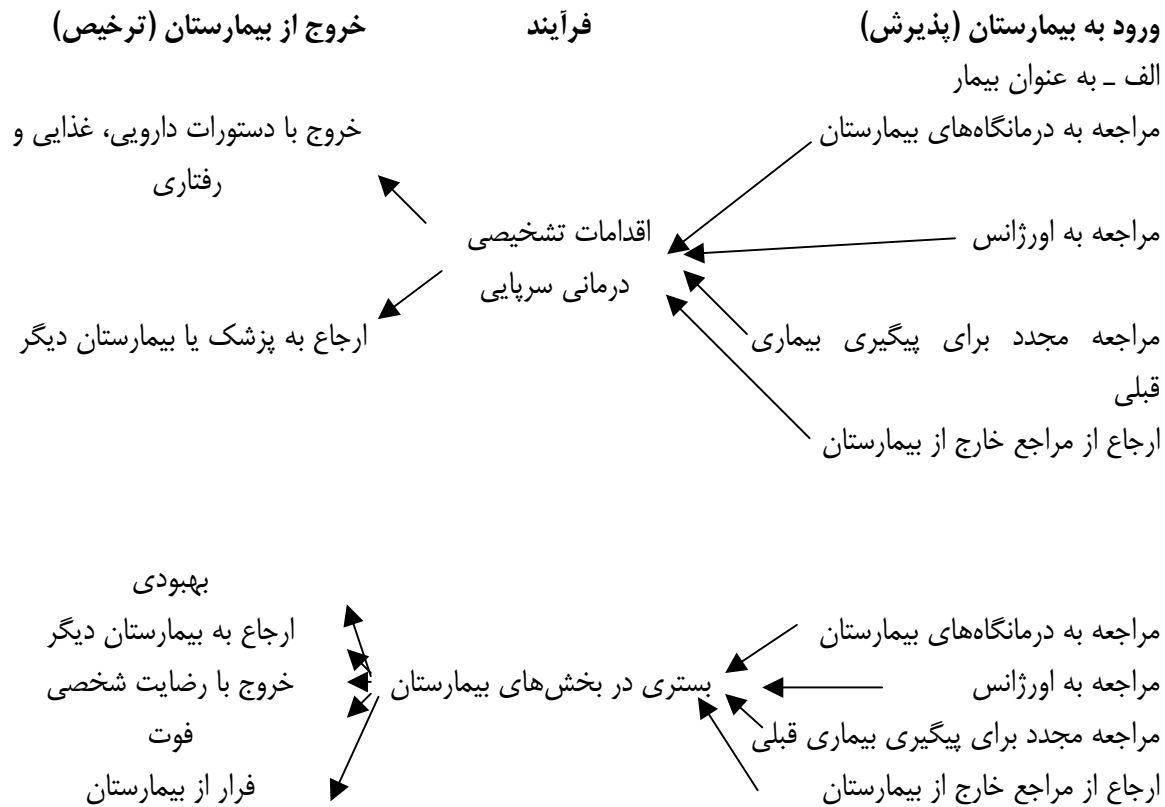 ورود به بیمارستان (پذیرش) فرآیند خروج از بیمارستان (ترخیص)
الف ـ به عنوان بیمار
مراجعه به درمانگاه‌های بیمارستان خروج با دستورات دارویی، غذایی و
رفتاری
مراجعه به اورژانس اقدامات تشخیصی
درمانی سرپایی
مراجعه مجدد برای پیگیری بیماری ارجاع به پزشک یا بیمارستان دیگر
قبلی
ارجاع از مراجع خارج از بیمارستان
بهبودی
مراجعه به درمانگاه‌های بیمارستان ارجاع به بیمارستان دیگر
مراجعه به اورژانس بستری در بخش‌های بیمارستان خروج با رضایت شخصی
مراجعه مجدد برای پیگیری بیماری قبلی فوت
ارجاع از مراجع خارج از بیمارستان فرار از بیمارستان